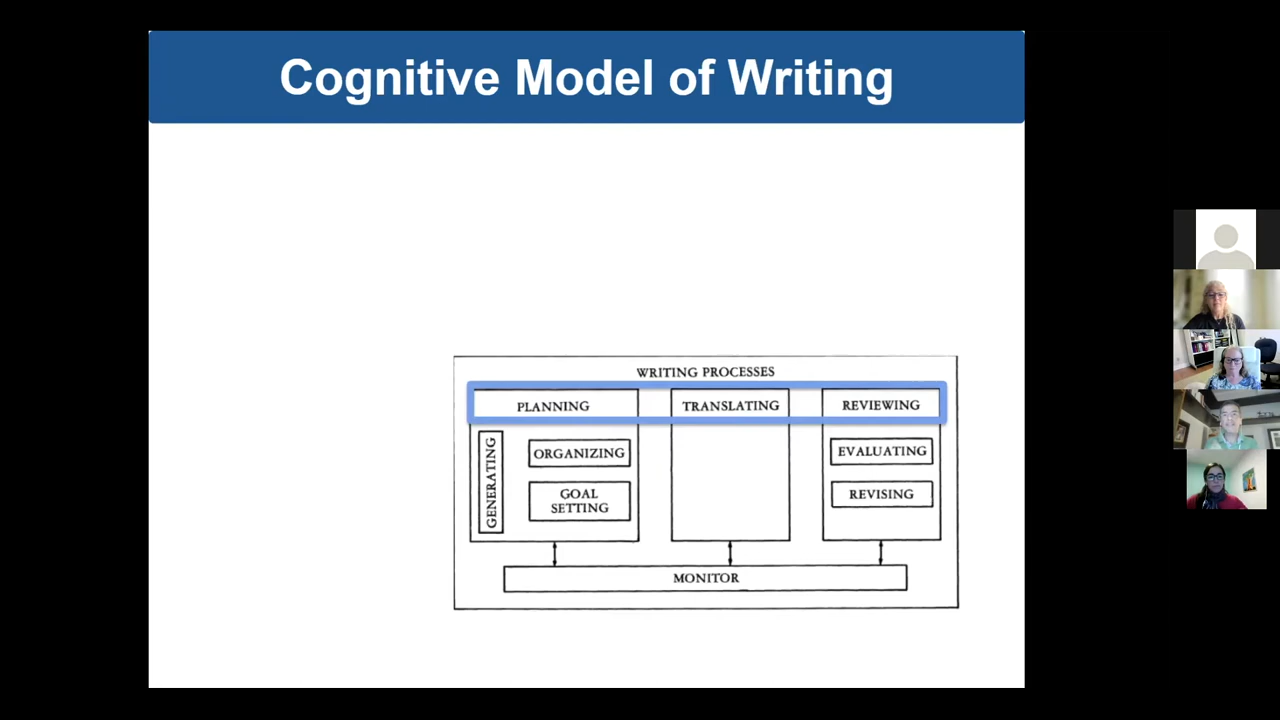 Cognitive Model of Writing
WRITING PROCESSES
PLANNING
TRANSLATING
REVIEWING
GENERATING
ORGANIZING
GOAL
SETTING
EVALUATING
REVISING
MONITOR